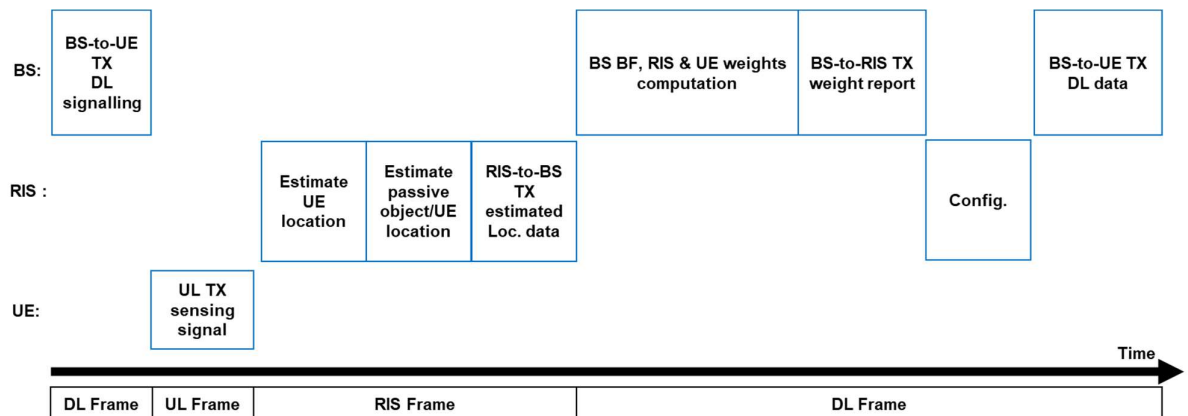 BS:
BS-to-UE
TX
DL
signalling
BS BF, RIS & UE weights
computation
BS-to-RIS TX
weight report
BS-to-UE TX
DL data
RIS :
Estimate
UE
location
Estimate
passive
object/UE
location
RIS-to-BS
TX
estimated
Loc. data
Config.
UE:
UL TX
sensing
signal
Time
DL Frame
UL Frame
RIS Frame
DL Frame